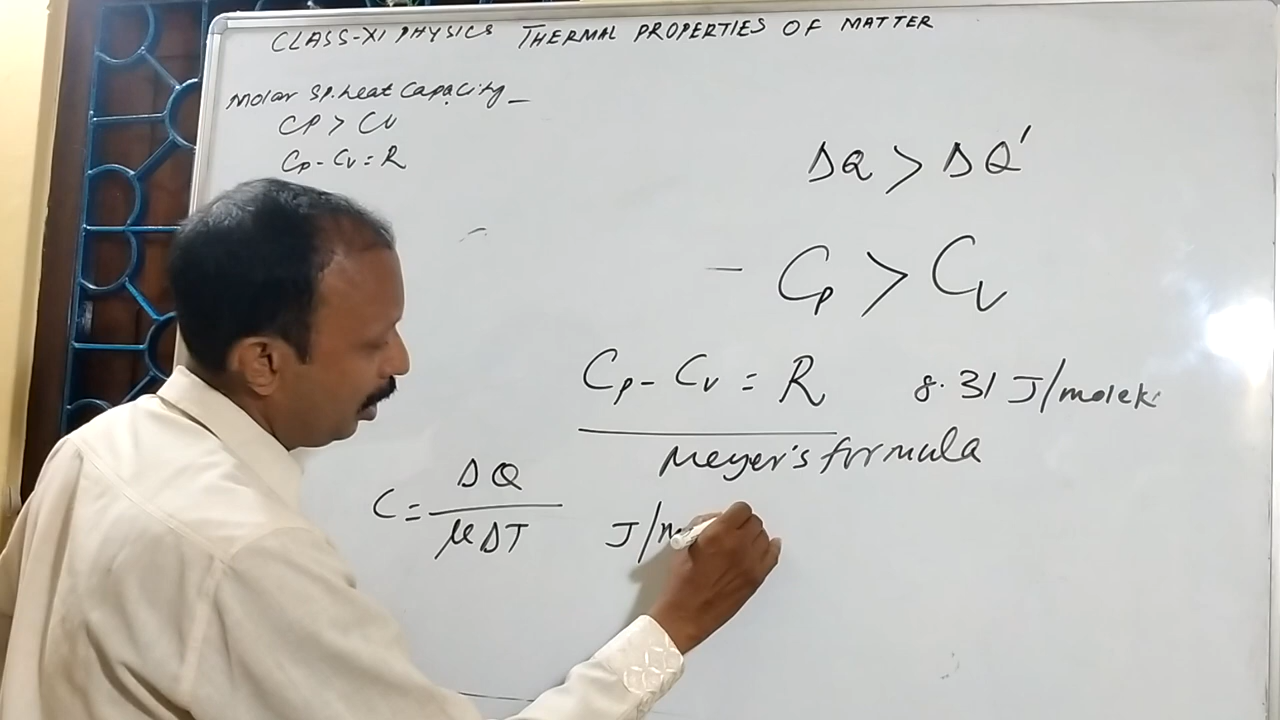 CLASS-XI PHYSICS THERMAL PROPERTIES OF MATTER
Molar sp.heat capacity -
CP > CV
Cp - Cv = R
ΔQ > ΔQ'
- Cp > Cv
Cp - Cv = R 8.31 J/molek
Meyer's formula
C = ΔQ / μΔT J/m